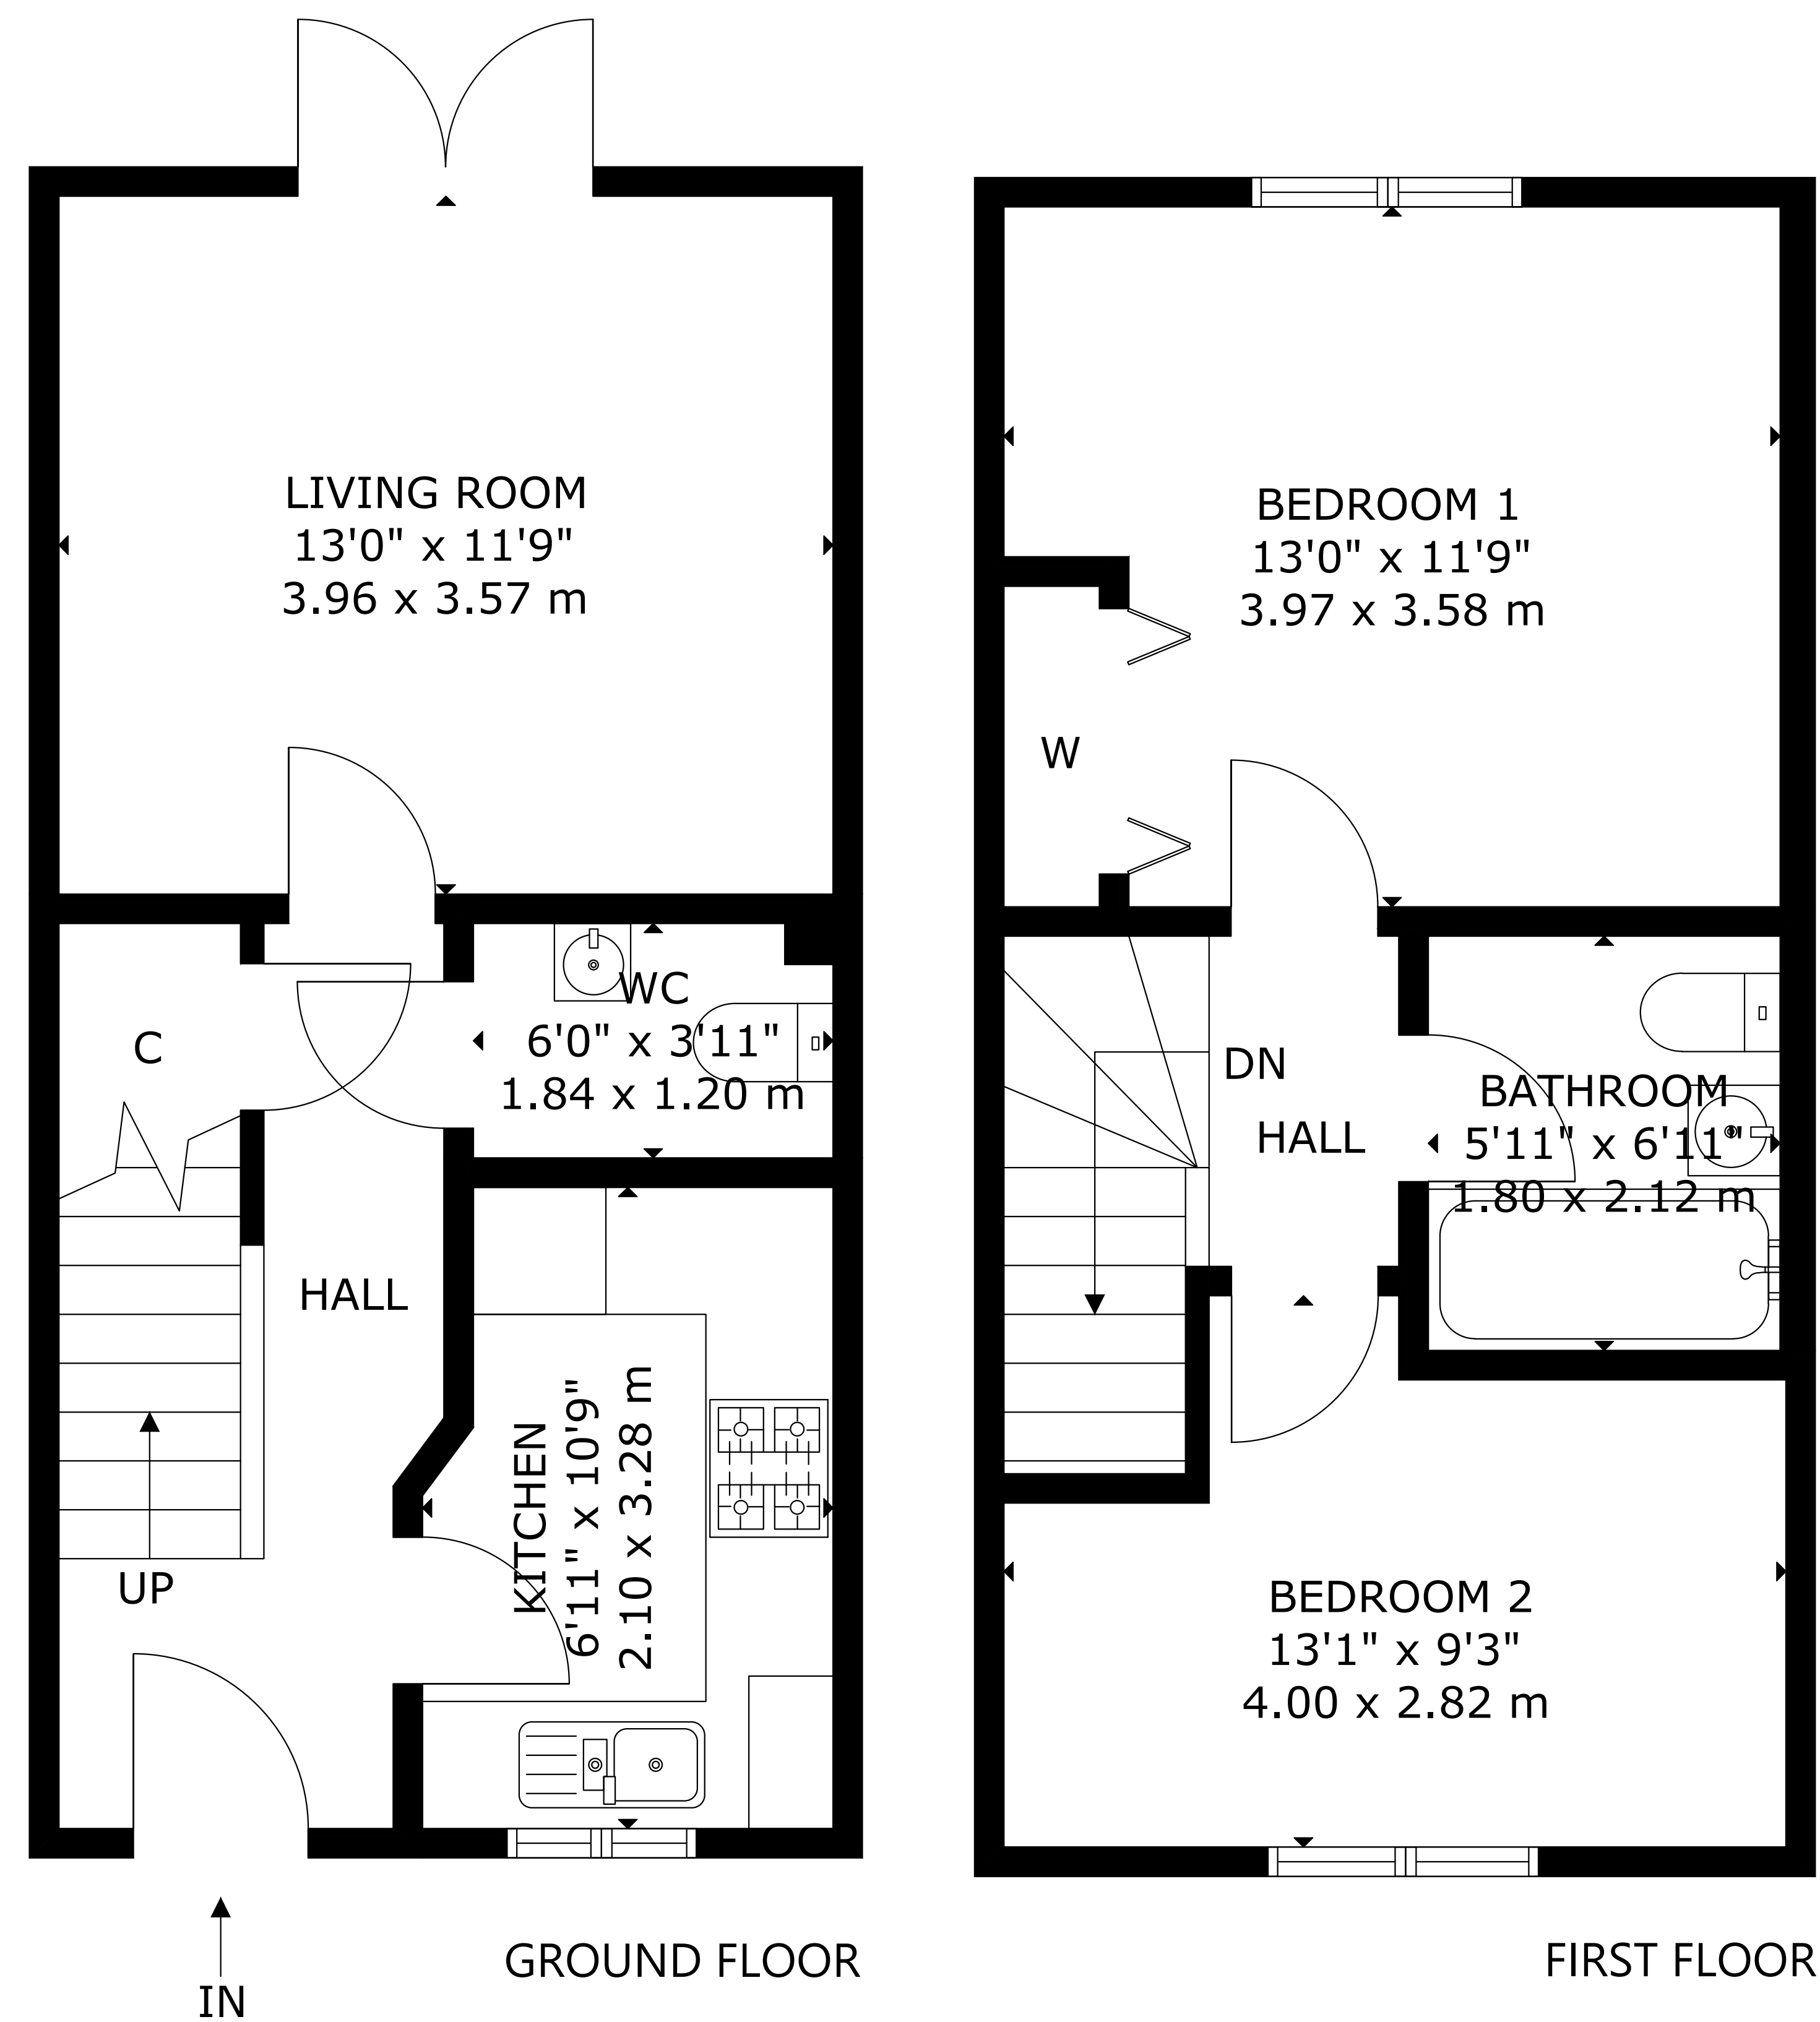 LIVING ROOM
13'0" x 11'9"
3.96 x 3.57 m
C
WC
6'0" x 3'11"
1.84 x 1.20 m
HALL
KITCHEN
6'11" x 10'9"
2.10 x 3.28 m
UP
IN
GROUND FLOOR
BEDROOM 1
13'0" x 11'9"
3.97 x 3.58 m
W
DN
HALL
BATHROOM
5'11" x 6'11"
1.80 x 2.12 m
BEDROOM 2
13'1" x 9'3"
4.00 x 2.82 m
FIRST FLOOR